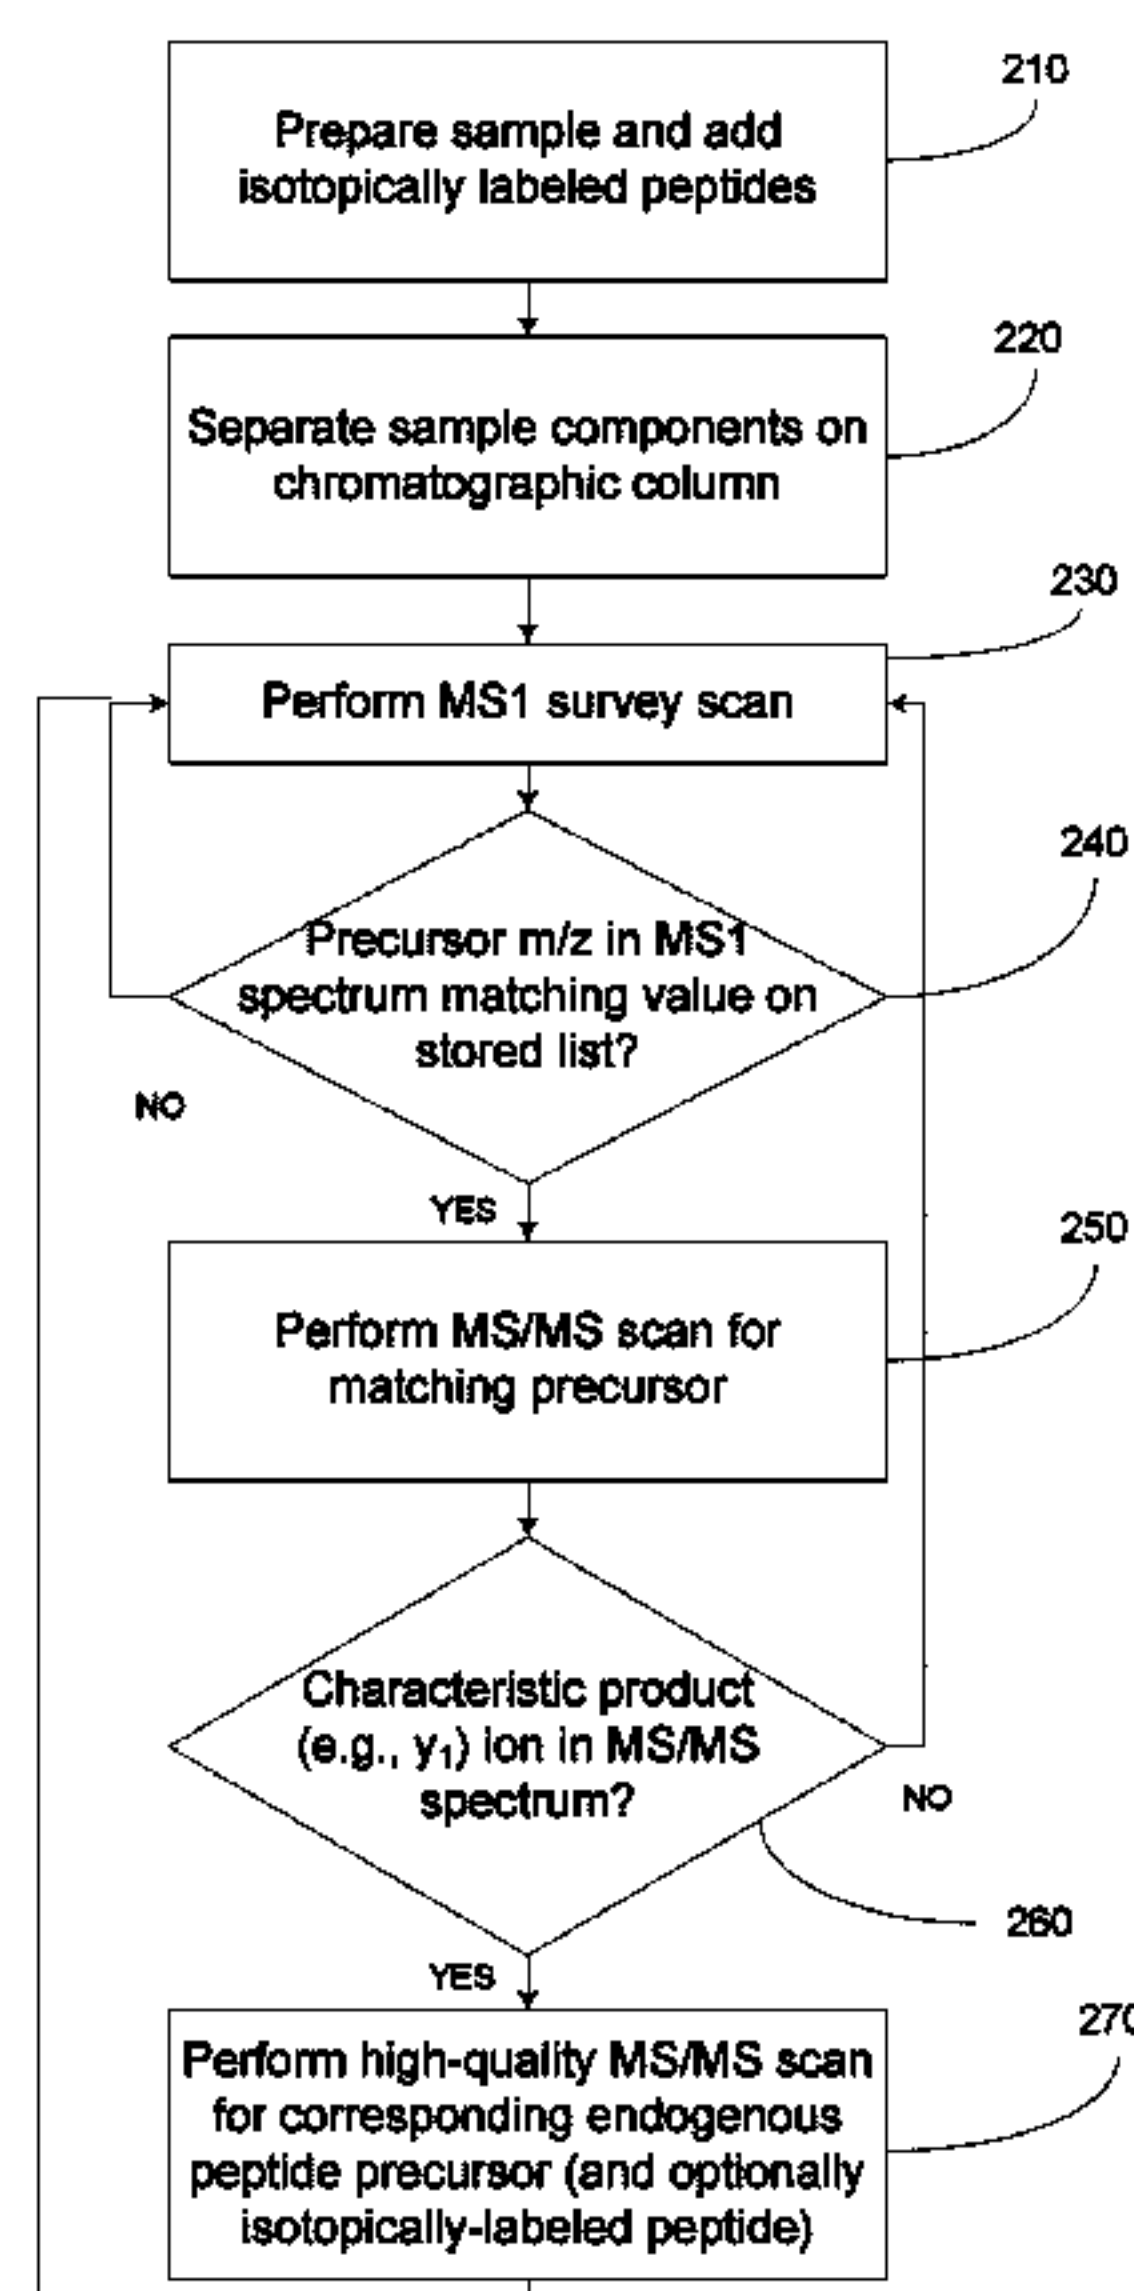 210
Prepare sample and add
isotopically labeled peptides
220
Separate sample components on
chromatographic column
230
Perform MS1 survey scan
240
Precursor m/z in MS1
spectrum matching value on
stored list?
NO
YES
250
Perform MS/MS scan for
matching precursor
Characteristic product
(e.g., y₁) ion in MS/MS
spectrum?
NO
260
YES
270
Perform high-quality MS/MS scan
for corresponding endogenous
peptide precursor (and optionally
isotopically-labeled peptide)